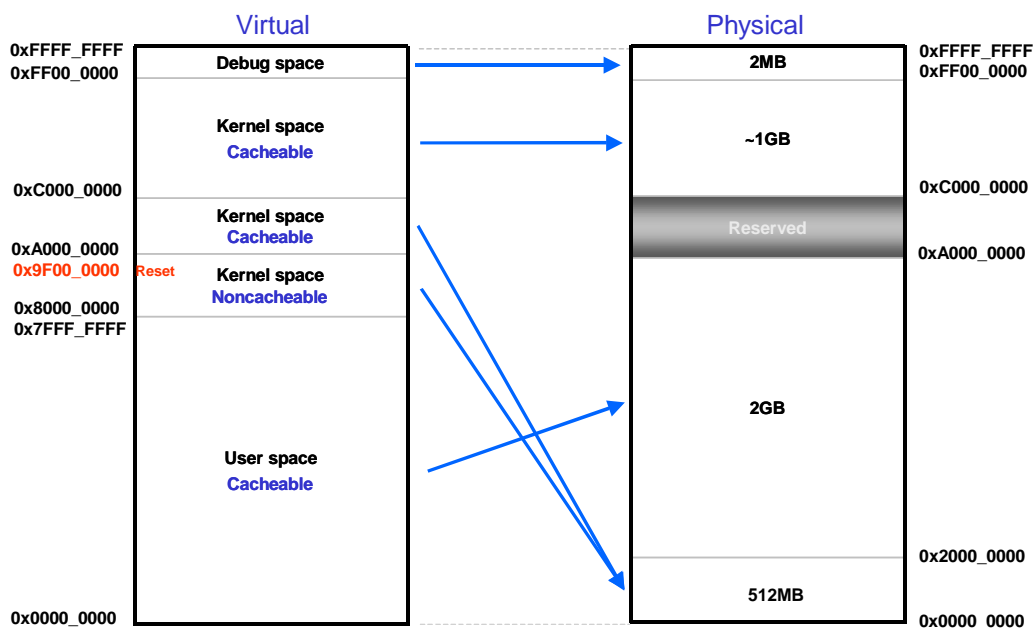 Virtual
Physical
0xFFFF_FFFF
0xFF00_0000
Debug space
2MB
0xFFFF_FFFF
0xFF00_0000
Kernel space
Cacheable
~1GB
0xC000_0000
0xC000_0000
Kernel space
Cacheable
Reserved
0xA000_0000
0xA000_0000
0x9F00_0000 Reset
Kernel space
Noncacheable
0x8000_0000
0x7FFF_FFFF
2GB
User space
Cacheable
0x2000_0000
512MB
0x0000_0000
0x0000_0000